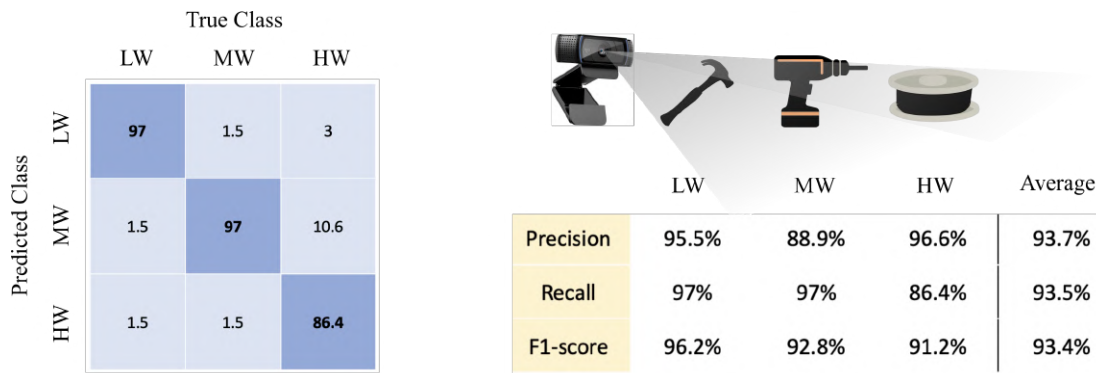 True Class
LW MW HW
Predicted Class
LW 97 1.5 3
MW 1.5 97 10.6
HW 1.5 1.5 86.4
LW MW HW Average
Precision 95.5% 88.9% 96.6% 93.7%
Recall 97% 97% 86.4% 93.5%
F1-score 96.2% 92.8% 91.2% 93.4%